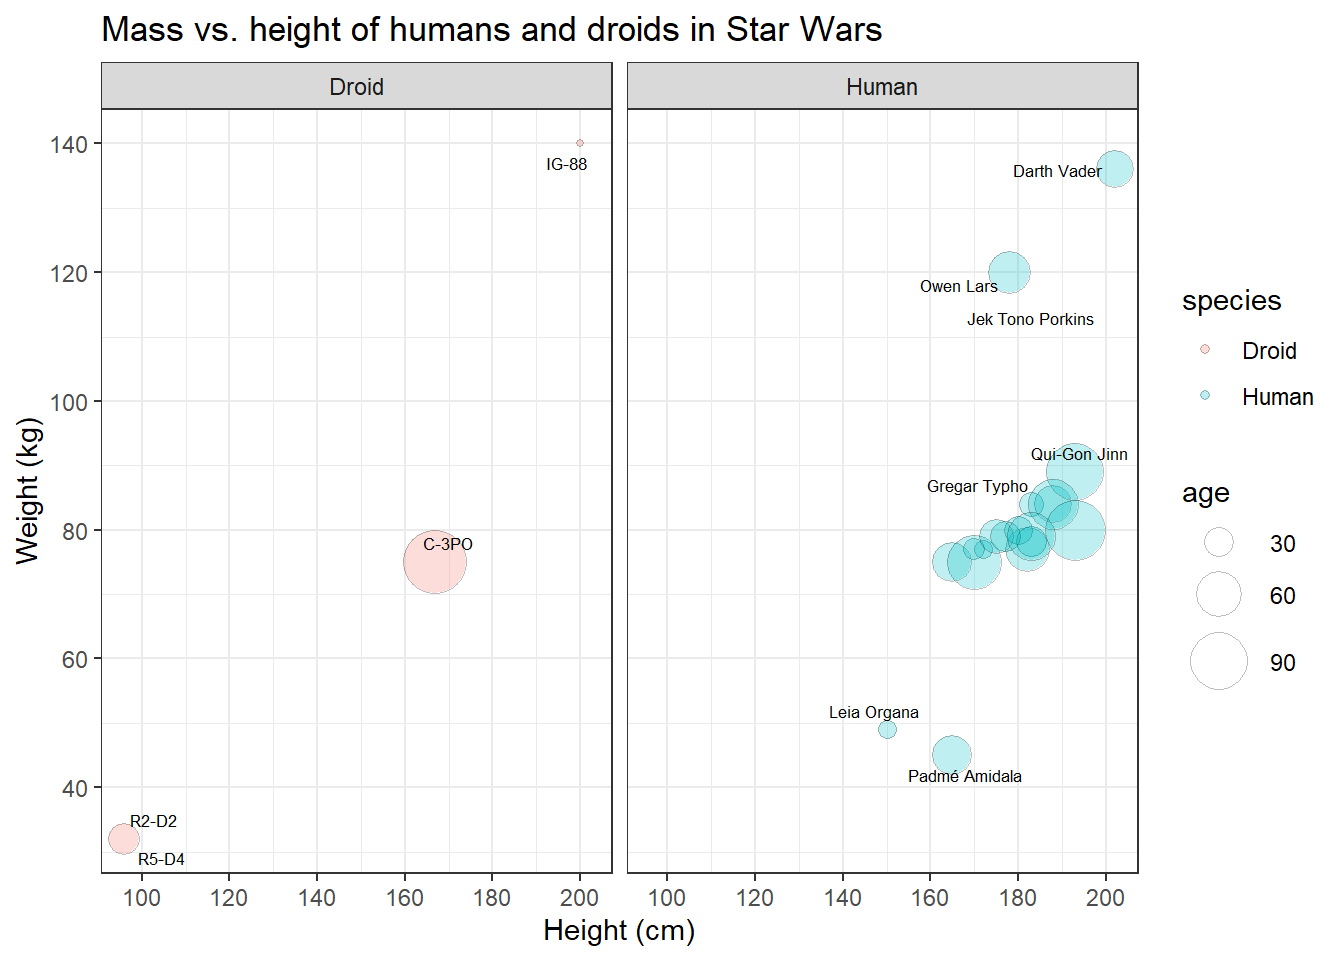 Mass vs. height of humans and droids in Star Wars
Droid
Human
140
120
100
80
60
40
Weight (kg)
IG-88
C-3PO
R2-D2
R5-D4
Darth Vader
Owen Lars
Jek Tono Porkins
Qui-Gon Jinn
Gregar Typho
Leia Organa
Padmé Amidala
100 120 140 160 180 200
100 120 140 160 180 200
Height (cm)
species
Droid
Human
age
30
60
90